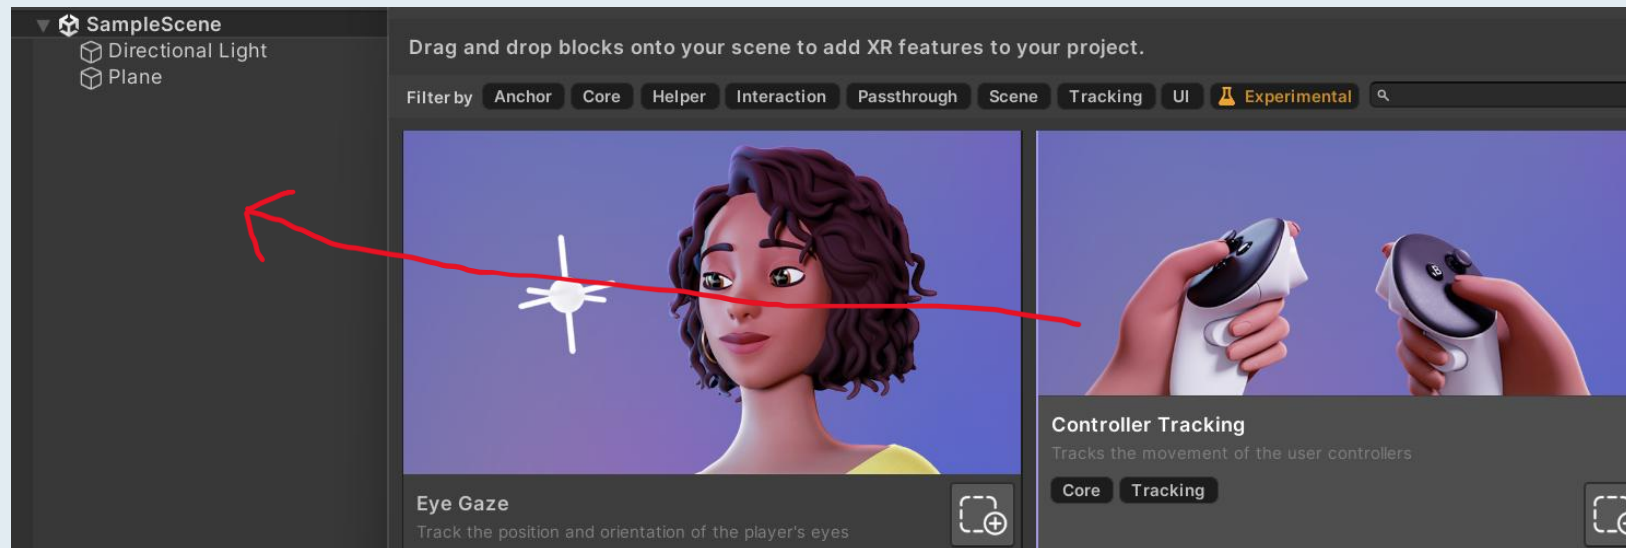 SampleScene
Directional Light
Plane
Drag and drop blocks onto your scene to add XR features to your project.
Filter by Anchor Core Helper Interaction Passthrough Scene Tracking UI Experimental
Eye Gaze
Track the position and orientation of the player's eyes
Controller Tracking
Tracks the movement of the user controllers
Core Tracking